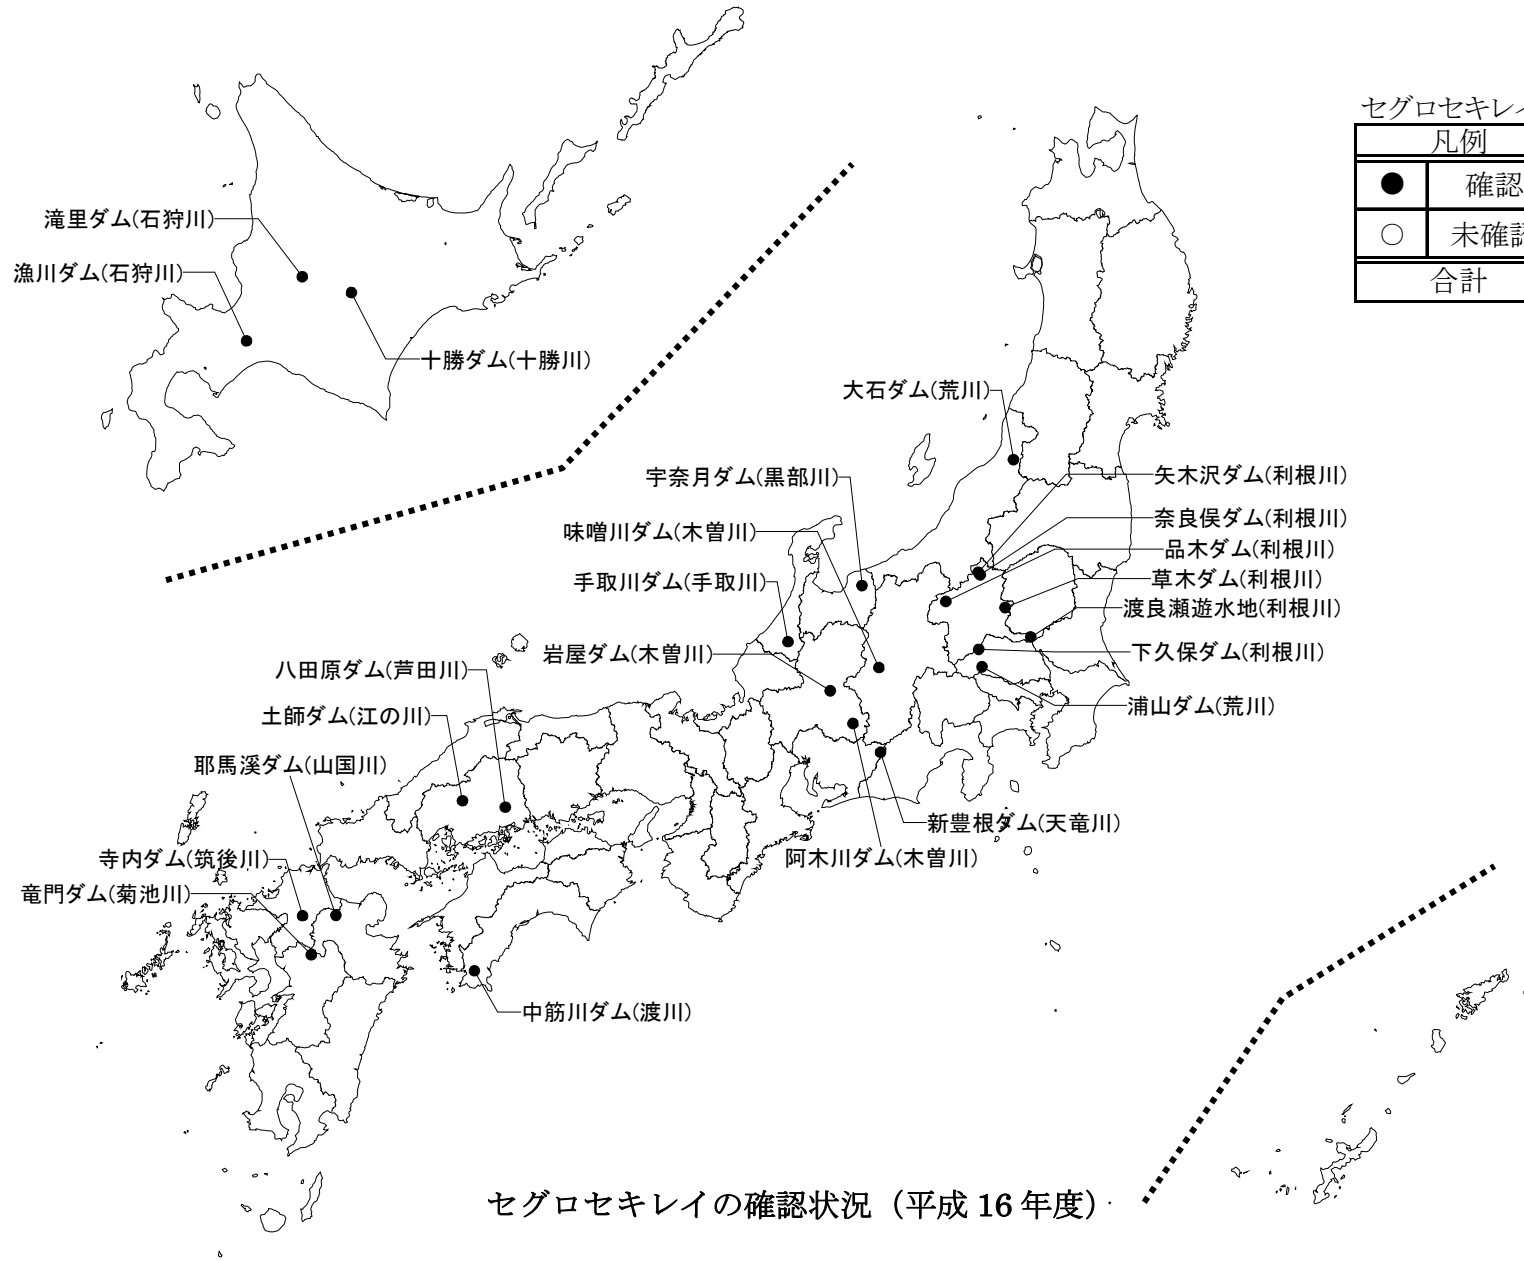 セグロセキレイ
凡例
● 確認
○ 未確認
合計
滝里ダム(石狩川)
漁川ダム(石狩川)
十勝ダム(十勝川)
大石ダム(荒川)
宇奈月ダム(黒部川)
矢木沢ダム(利根川)
奈良俣ダム(利根川)
味噌川ダム(木曽川)
品木ダム(利根川)
手取川ダム(手取川)
草木ダム(利根川)
渡良瀬遊水地(利根川)
岩屋ダム(木曽川)
下久保ダム(利根川)
八田原ダム(芦田川)
浦山ダム(荒川)
土師ダム(江の川)
耶馬溪ダム(山国川)
新豊根ダム(天竜川)
寺内ダム(筑後川)
阿木川ダム(木曽川)
竜門ダム(菊池川)
中筋川ダム(渡川)
セグロセキレイの確認状況（平成 16 年度）